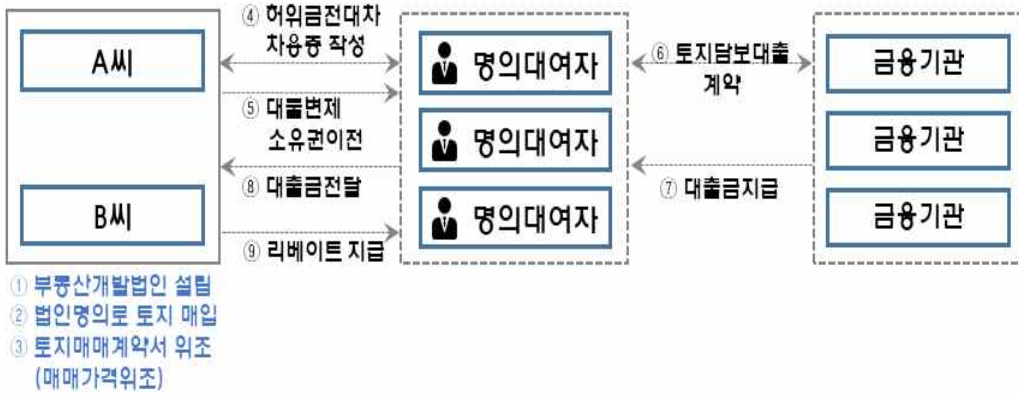 ④ 허위금전대차
차용증 작성
A씨
명의대여자
⑥ 토지담보대출
계약
금융기관
⑤ 대물변제
소유권이전
명의대여자
금융기관
⑧ 대출금전달
⑦ 대출금지급
B씨
명의대여자
금융기관
⑨ 리베이트 지급
① 부동산개발법인 설립
② 법인명의로 토지 매입
③ 토지매매계약서 위조
(매매가격위조)